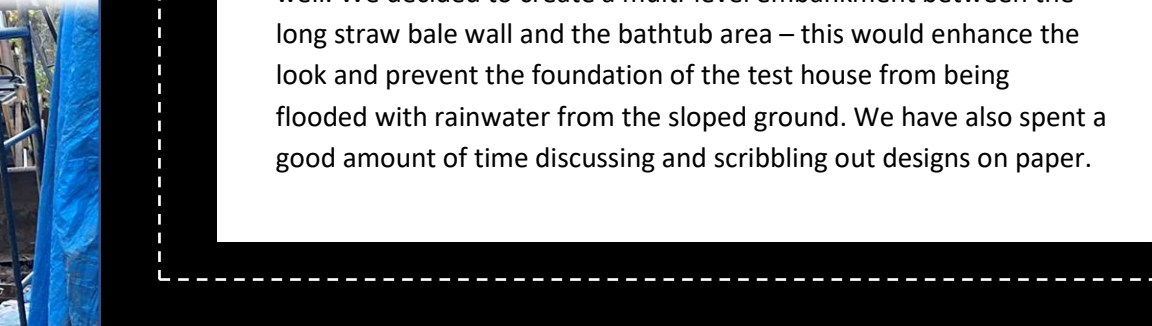 well. We decided to create a multi-level embankment between the
long straw bale wall and the bathtub area – this would enhance the
look and prevent the foundation of the test house from being
flooded with rainwater from the sloped ground. We have also spent a
good amount of time discussing and scribbling out designs on paper.